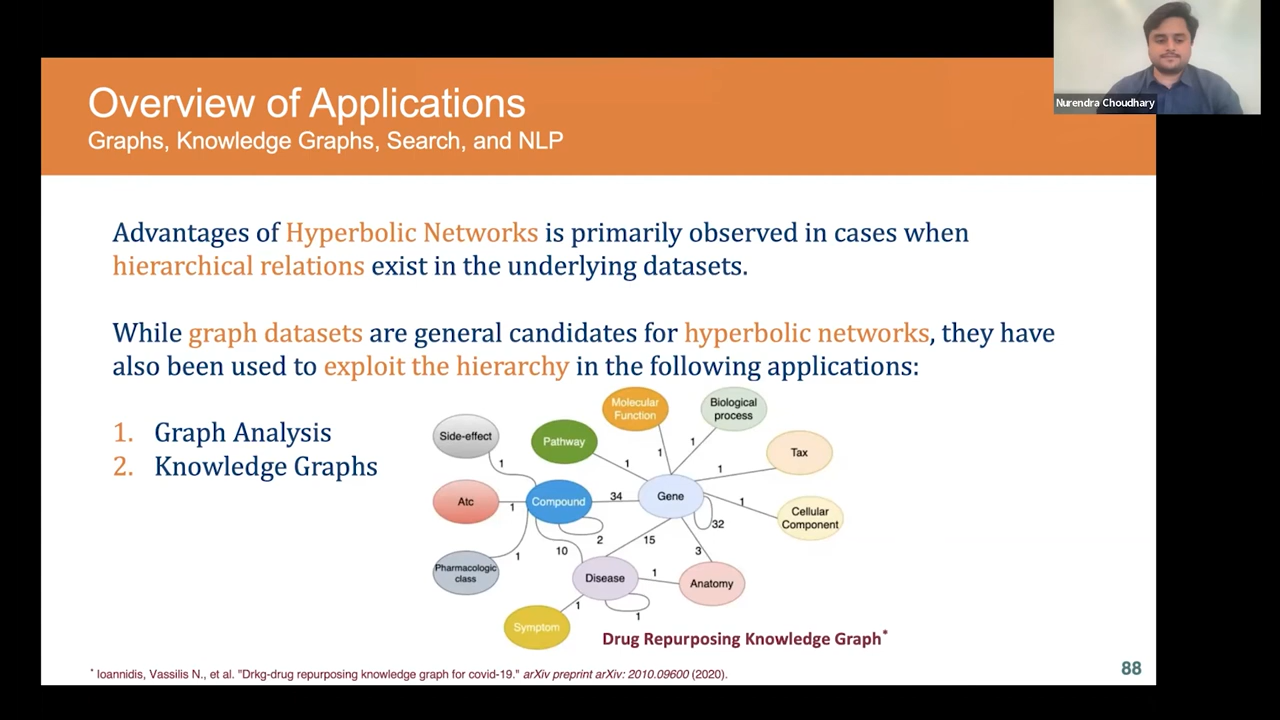 Nurendra Choudhary
Overview of Applications
Graphs, Knowledge Graphs, Search, and NLP
Advantages of Hyperbolic Networks is primarily observed in cases when
hierarchical relations exist in the underlying datasets.
While graph datasets are general candidates for hyperbolic networks, they have
also been used to exploit the hierarchy in the following applications:
1. Graph Analysis
2. Knowledge Graphs
Molecular
Function
Biological
process
Side-effect
Pathway
1
1
Tax
1
1
1
Atc
1
Compound
34
Gene
1
Cellular
Component
32
2
15
10
3
1
Pharmacologic
class
Disease
1
Anatomy
1
1
Symptom
Drug Repurposing Knowledge Graph*
* Ioannidis, Vassilis N., et al. "Drkg-drug repurposing knowledge graph for covid-19." arXiv preprint arXiv: 2010.09600 (2020).
88